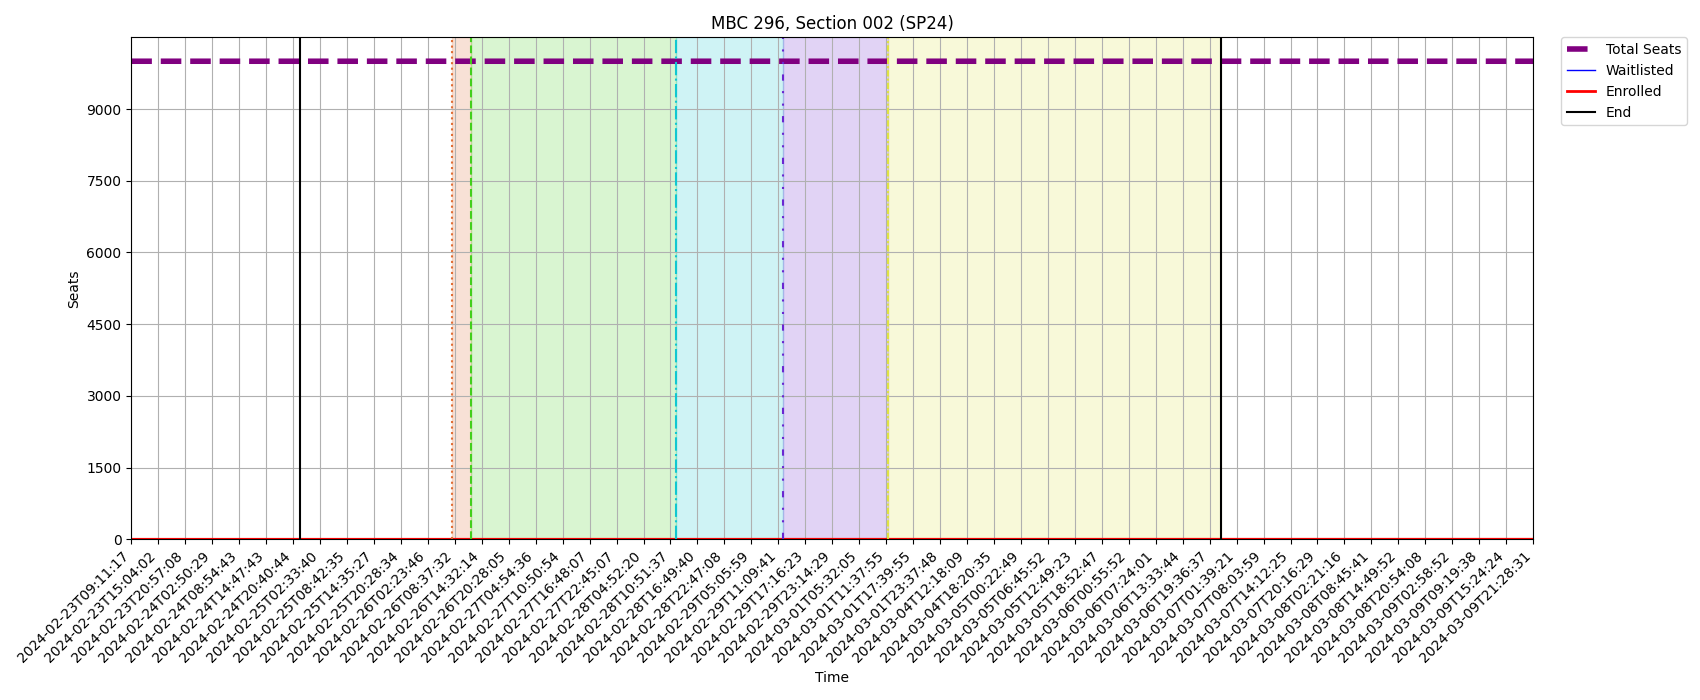 MBC 296, Section 002 (SP24)
Total Seats
Waitlisted
Enrolled
End
Seats
9000
7500
6000
4500
3000
1500
0
2024-02-23T09:11:17
2024-02-23T15:04:02
2024-02-23T20:57:08
2024-02-24T02:50:29
2024-02-24T08:54:43
2024-02-24T14:47:43
2024-02-24T20:40:44
2024-02-25T02:33:40
2024-02-25T08:42:35
2024-02-25T14:35:27
2024-02-25T20:28:34
2024-02-26T02:23:46
2024-02-26T08:37:32
2024-02-26T14:32:14
2024-02-26T20:28:05
2024-02-27T04:54:36
2024-02-27T10:50:54
2024-02-27T16:48:07
2024-02-27T22:45:07
2024-02-28T04:52:20
2024-02-28T10:51:37
2024-02-28T16:49:40
2024-02-28T22:47:08
2024-02-29T05:05:59
2024-02-29T11:09:41
2024-02-29T17:16:23
2024-02-29T23:14:29
2024-03-01T05:32:05
2024-03-01T11:37:55
2024-03-01T17:39:55
2024-03-01T23:37:48
2024-03-04T12:18:09
2024-03-04T18:20:35
2024-03-05T00:22:49
2024-03-05T06:45:52
2024-03-05T12:49:23
2024-03-05T18:52:47
2024-03-06T00:55:52
2024-03-06T07:24:01
2024-03-06T13:33:44
2024-03-06T19:36:37
2024-03-07T01:39:21
2024-03-07T08:03:59
2024-03-07T14:12:25
2024-03-07T20:16:29
2024-03-08T02:21:16
2024-03-08T08:45:41
2024-03-08T14:49:52
2024-03-08T20:54:08
2024-03-09T02:58:52
2024-03-09T09:19:38
2024-03-09T15:24:24
2024-03-09T21:28:31
Time